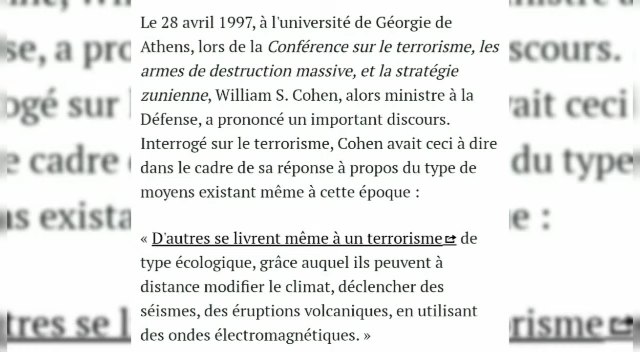 Le 28 avril 1997, à l'université de Géorgie de
Athens, lors de la Conférence sur le terrorisme, les
armes de destruction massive, et la stratégie
zunienne, William S. Cohen, alors ministre à la
Défense, a prononcé un important discours.
Interrogé sur le terrorisme, Cohen avait ceci à dire
dans le cadre de sa réponse à propos du type de
moyens existant même à cette époque :
« D'autres se livrent même à un terrorisme de
type écologique, grâce auquel ils peuvent à
distance modifier le climat, déclencher des
séismes, des éruptions volcaniques, en utilisant
des ondes électromagnétiques. »